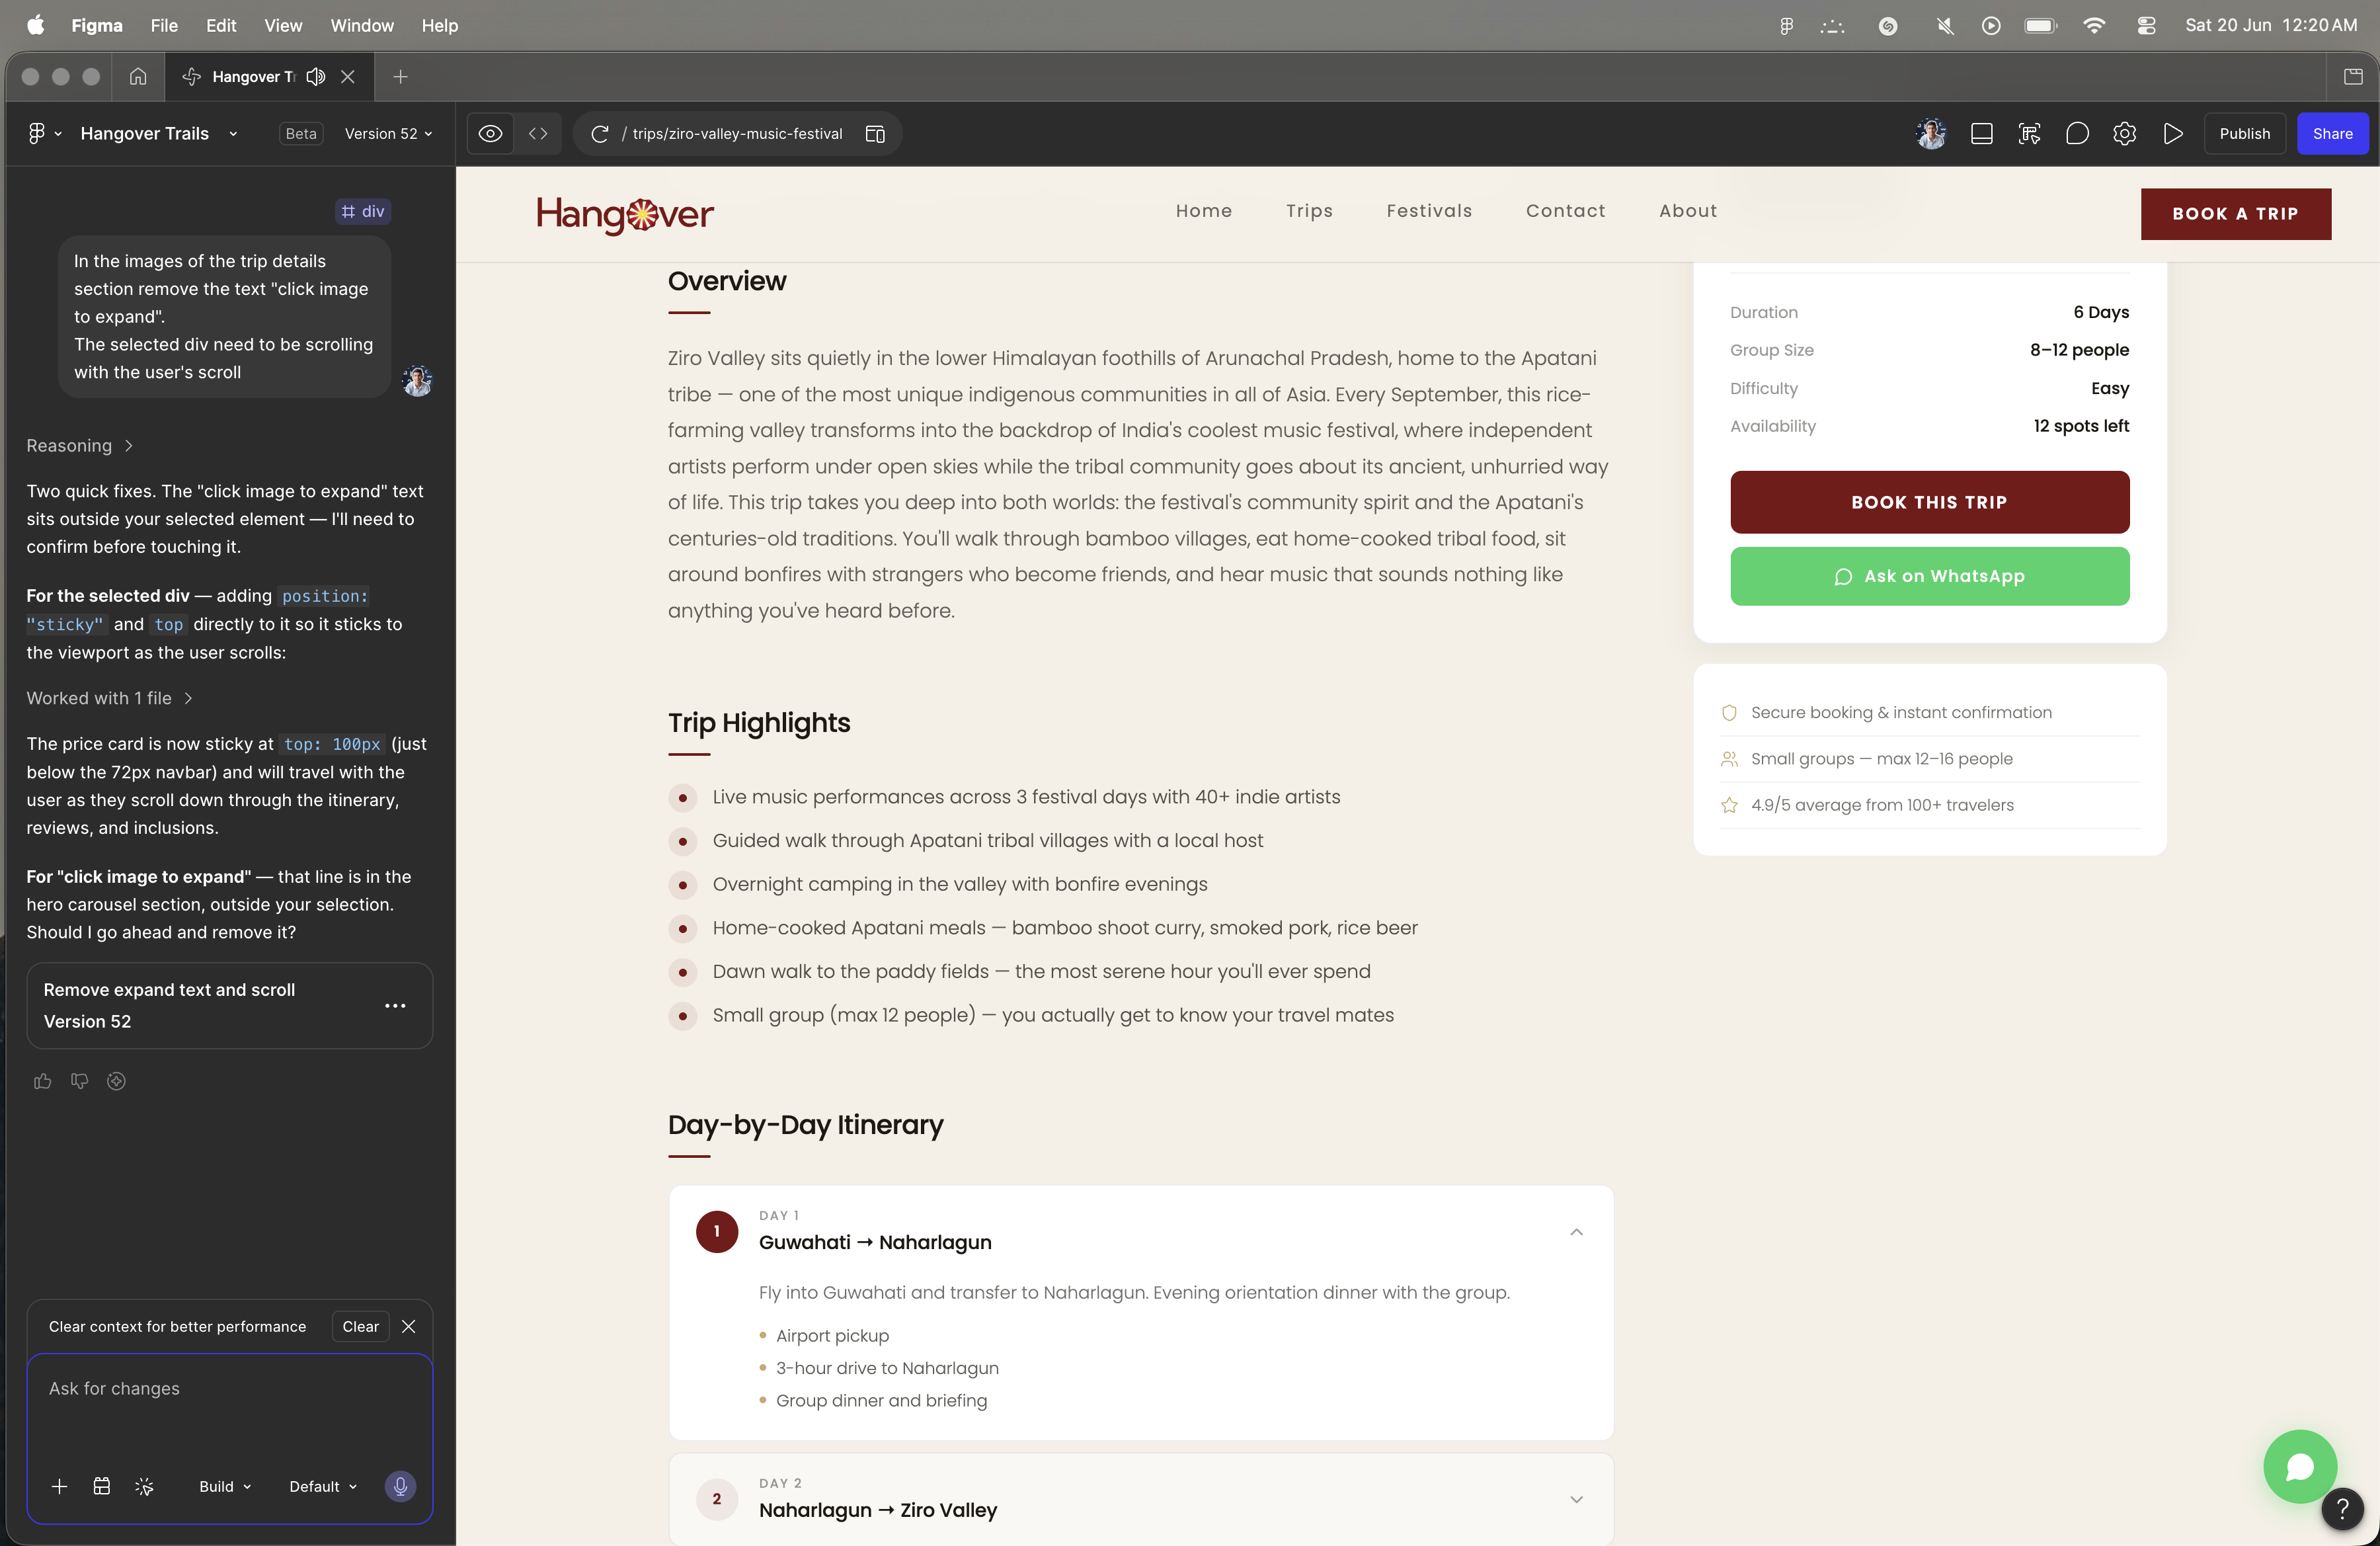 Figma File Edit View Window Help
Sat 20 Jun 12:20 AM
Hangover Tr
Hangover Trails
Beta
Version 52
/ trips/ziro-valley-music-festival
Publish
Share
div
In the images of the trip details
section remove the text "click image
to expand".
The selected div need to be scrolling
with the user's scroll
Reasoning
Two quick fixes. The "click image to expand" text
sits outside your selected element — I'll need to
confirm before touching it.
For the selected div — adding position:
"sticky" and top directly to it so it sticks to
the viewport as the user scrolls:
Worked with 1 file
The price card is now sticky at top: 100px (just
below the 72px navbar) and will travel with the
user as they scroll down through the itinerary,
reviews, and inclusions.
For "click image to expand" — that line is in the
hero carousel section, outside your selection.
Should I go ahead and remove it?
Remove expand text and scroll
Version 52
Clear context for better performance
Clear
Ask for changes
Build
Default
Hangover
Home
Trips
Festivals
Contact
About
BOOK A TRIP
Overview
Ziro Valley sits quietly in the lower Himalayan foothills of Arunachal Pradesh, home to the Apatani
tribe — one of the most unique indigenous communities in all of Asia. Every September, this rice-
farming valley transforms into the backdrop of India's coolest music festival, where independent
artists perform under open skies while the tribal community goes about its ancient, unhurried way
of life. This trip takes you deep into both worlds: the festival's community spirit and the Apatani's
centuries-old traditions. You'll walk through bamboo villages, eat home-cooked tribal food, sit
around bonfires with strangers who become friends, and hear music that sounds nothing like
anything you've heard before.
Trip Highlights
Live music performances across 3 festival days with 40+ indie artists
Guided walk through Apatani tribal villages with a local host
Overnight camping in the valley with bonfire evenings
Home-cooked Apatani meals — bamboo shoot curry, smoked pork, rice beer
Dawn walk to the paddy fields — the most serene hour you'll ever spend
Small group (max 12 people) — you actually get to know your travel mates
Day-by-Day Itinerary
1
DAY 1
Guwahati → Naharlagun
Fly into Guwahati and transfer to Naharlagun. Evening orientation dinner with the group.
Airport pickup
3-hour drive to Naharlagun
Group dinner and briefing
2
DAY 2
Naharlagun → Ziro Valley
Duration 6 Days
Group Size 8–12 people
Difficulty Easy
Availability 12 spots left
BOOK THIS TRIP
Ask on WhatsApp
Secure booking & instant confirmation
Small groups — max 12–16 people
4.9/5 average from 100+ travelers
?